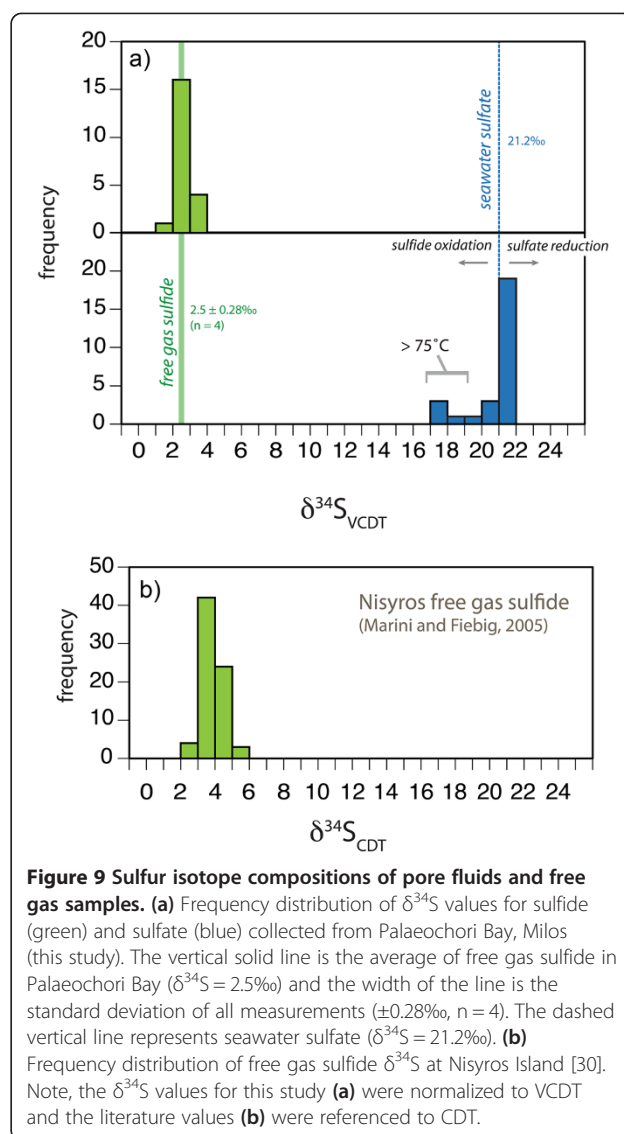 20
a)
15
10
5
0
frequency
seawater sulfate
21.2‰
sulfide oxidation
sulfate reduction
20
15
10
5
0
frequency
free gas sulfide
2.5 ± 0.28‰
(n = 4)
> 75˚C
0 2 4 6 8 10 12 14 16 18 20 21 22 24
δ34SVCDT
50
b)
40
30
20
10
0
frequency
Nisyros free gas sulfide
(Marini and Fiebig, 2005)
0 2 4 6 8 10 12 14 16 18 20 21 22 24
δ34SCDT
Figure 9 Sulfur isotope compositions of pore fluids and free
gas samples. (a) Frequency distribution of δ34S values for sulfide
(green) and sulfate (blue) collected from Palaeochori Bay, Milos
(this study). The vertical solid line is the average of free gas sulfide in
Palaeochori Bay (δ34S = 2.5‰) and the width of the line is the
standard deviation of all measurements (±0.28‰, n = 4). The dashed
vertical line represents seawater sulfate (δ34S = 21.2‰). (b)
Frequency distribution of free gas sulfide δ34S at Nisyros Island [30].
Note, the δ34S values for this study (a) were normalized to VCDT
and the literature values (b) were referenced to CDT.